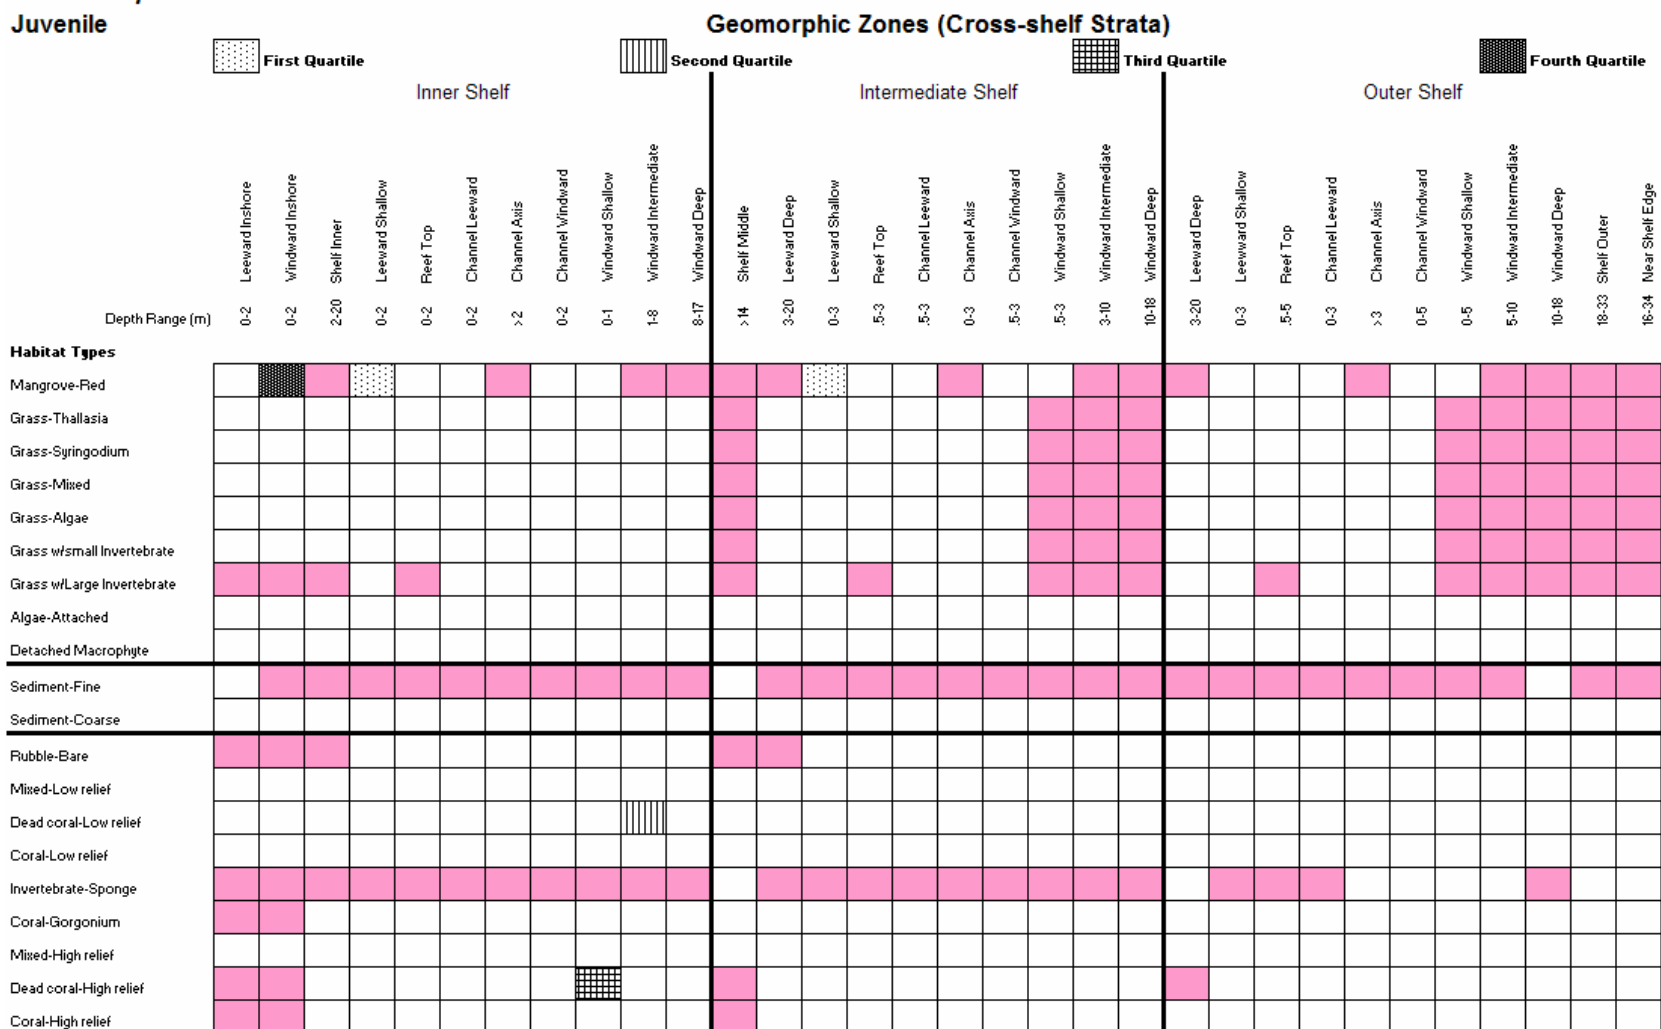 Juvenile
Geomorphic Zones (Cross-shelf Strata)
First Quartile
Second Quartile
Third Quartile
Fourth Quartile
Inner Shelf
Intermediate Shelf
Outer Shelf
Leeward Inshore
Windward Inshore
Shelf Inner
Leeward Shallow
Reef Top
Channel Leeward
Channel Axis
Channel Windward
Windward Shallow
Windward Intermediate
Windward Deep
Shelf Middle
Leeward Deep
Leeward Shallow
Reef Top
Channel Leeward
Channel Axis
Channel Windward
Windward Shallow
Windward Intermediate
Windward Deep
Leeward Deep
Leeward Shallow
Reef Top
Channel Leeward
Channel Axis
Channel Windward
Windward Shallow
Windward Intermediate
Windward Deep
Shelf Outer
Near Shelf Edge
Depth Range (m) 0-2 0-2 2-20 0-2 0-2 0-2 >2 0-2 0-1 1-8 8-17 >14 3-20 0-3 .5-3 .5-3 0-3 .5-3 .5-3 3-10 10-18 3-20 0-3 .5-5 0-3 >3 0-5 0-5 5-10 10-18 18-33 16-34
Habitat Types
Mangrove-Red
Grass-Thallasia
Grass-Syringodium
Grass-Mixed
Grass-Algae
Grass w/small Invertebrate
Grass w/Large Invertebrate
Algae-Attached
Detached Macrophyte
Sediment-Fine
Sediment-Coarse
Rubble-Bare
Mixed-Low relief
Dead coral-Low relief
Coral-Low relief
Invertebrate-Sponge
Coral-Gorgonium
Mixed-High relief
Dead coral-High relief
Coral-High relief